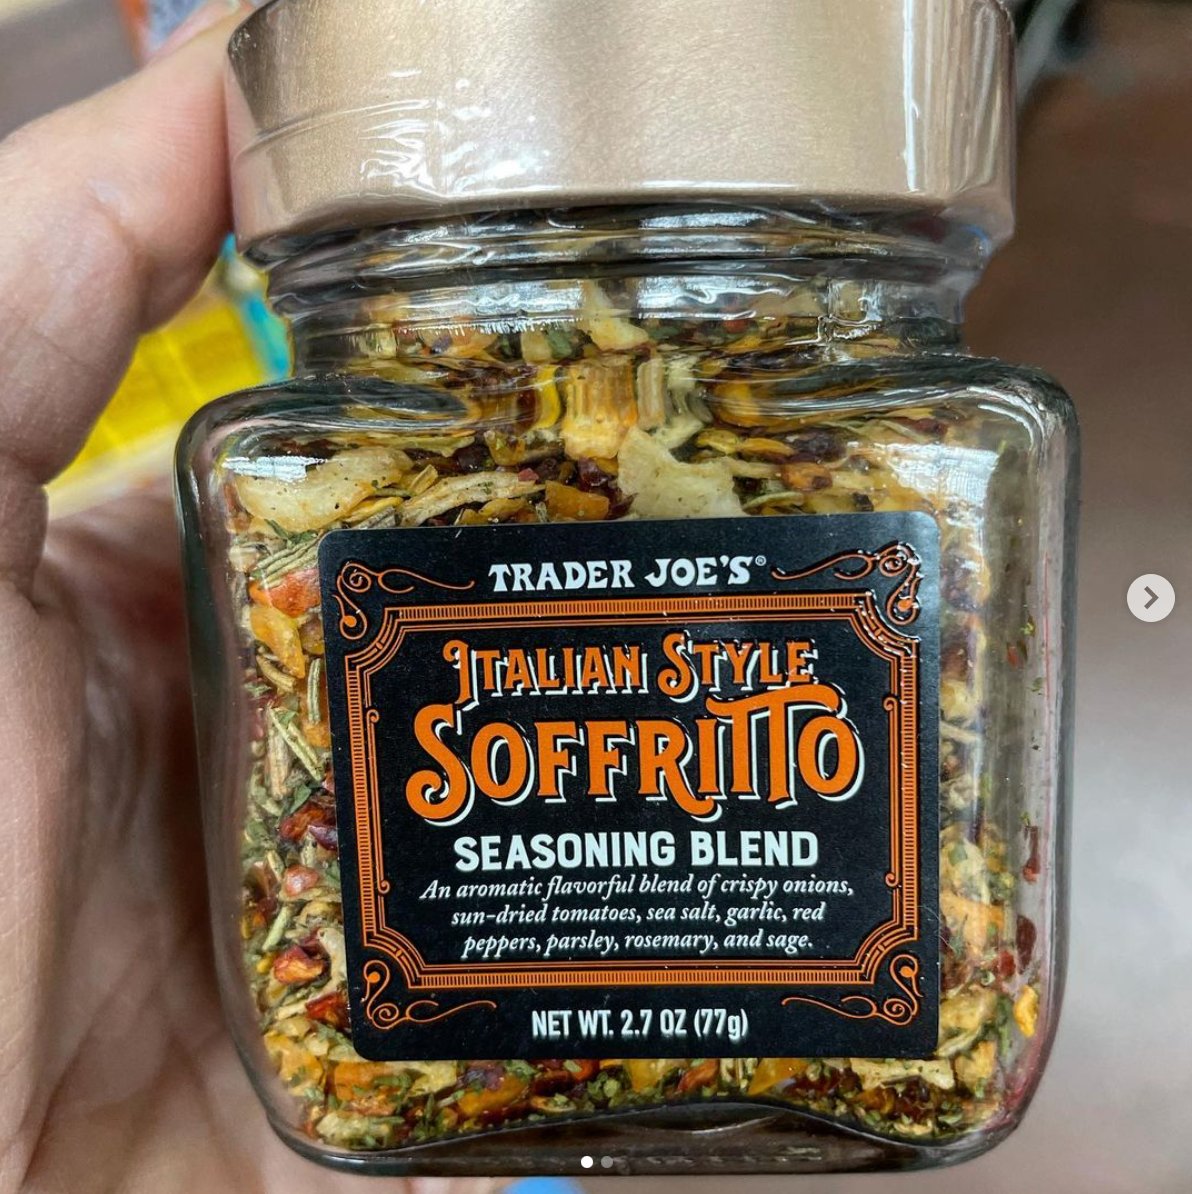 TRADER JOE'S®
ITALIAN STYLE
SOFFRITTO
SEASONING BLEND
An aromatic flavorful blend of crispy onions,
sun-dried tomatoes, sea salt, garlic, red
peppers, parsley, rosemary, and sage.
NET WT. 2.7 OZ (77g)